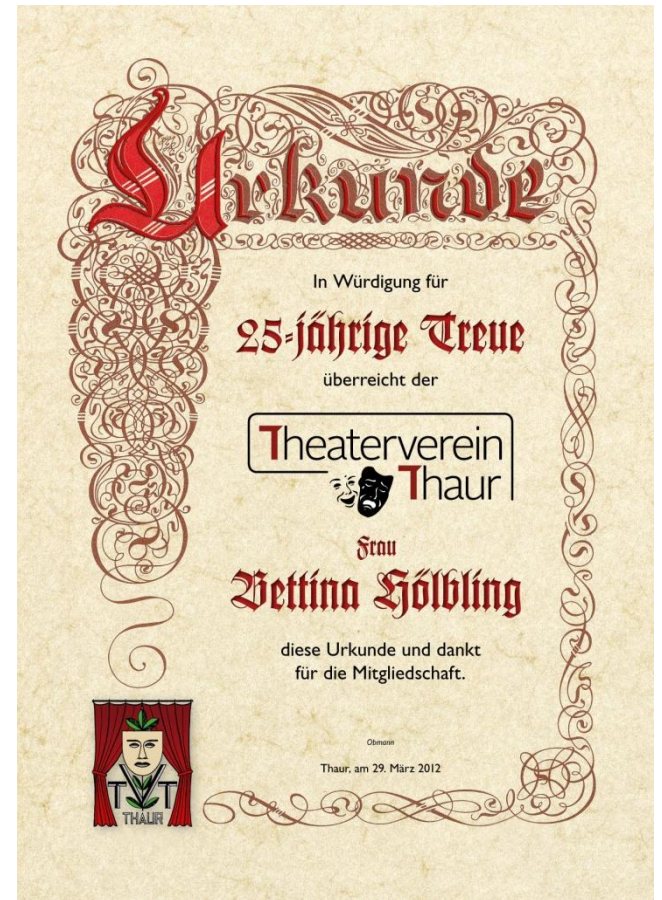 Urkunde
In Würdigung für
25-jährige Treue
überreicht der
Theaterverein
Thaur
Frau
Bettina Hölbling
diese Urkunde und dankt
für die Mitgliedschaft.
Obmann
Thaur, am 29. März 2012
T T
THAUR